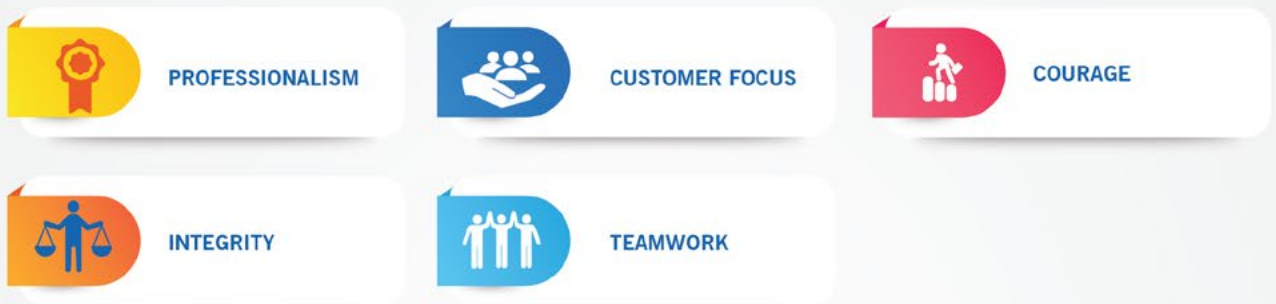 PROFESSIONALISM
CUSTOMER FOCUS
COURAGE
INTEGRITY
TEAMWORK